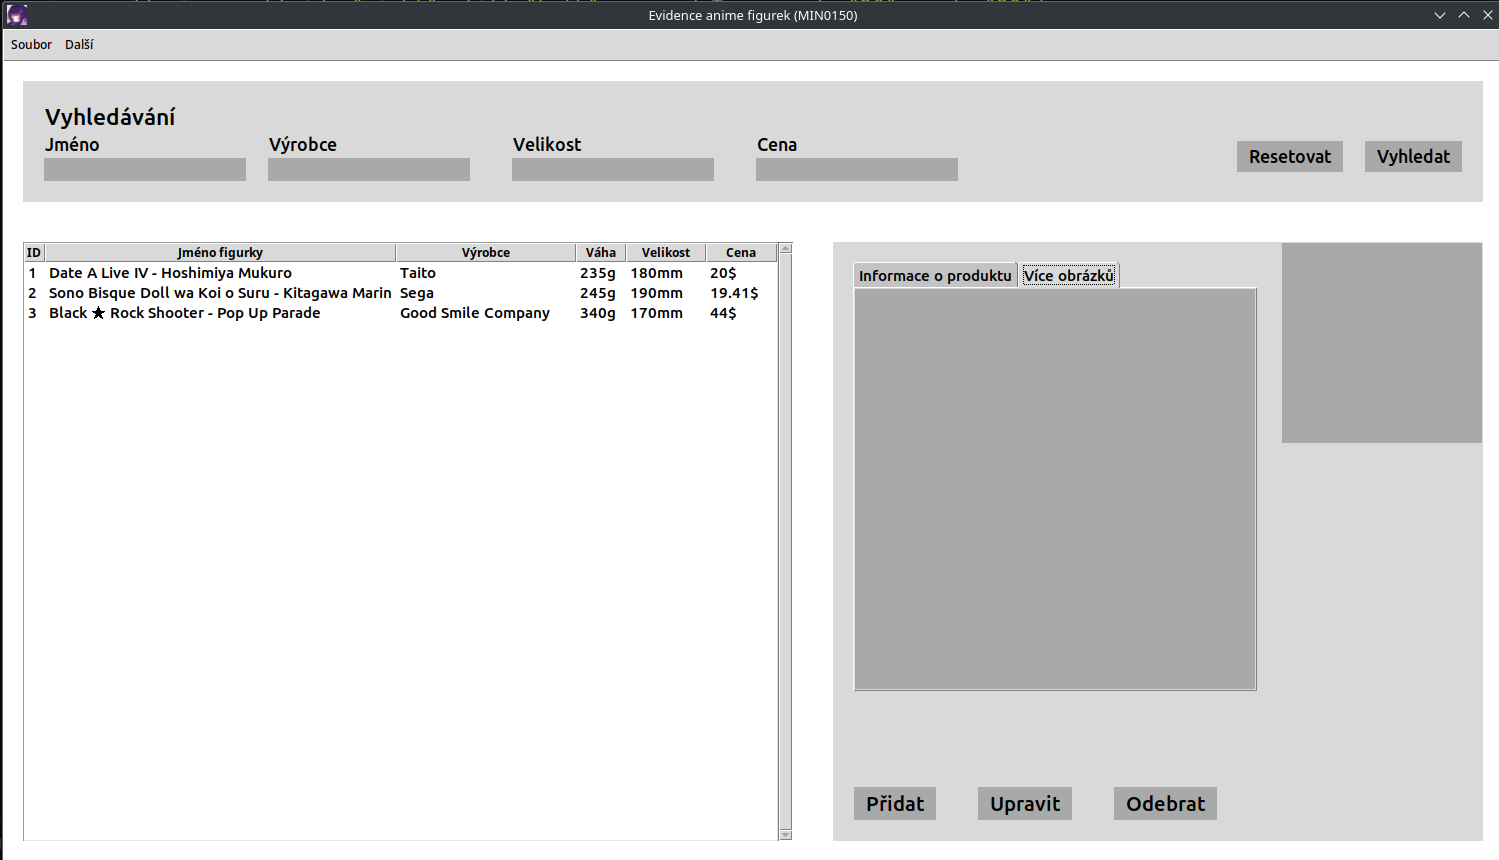 Evidence anime figurek (MIN0150)
Soubor Další
Vyhledávání
Jméno Výrobce Velikost Cena
Resetovat Vyhledat
ID Jméno figurky Výrobce Váha Velikost Cena
1 Date A Live IV - Hoshimiya Mukuro Taito 235g 180mm 20$
2 Sono Bisque Doll wa Koi o Suru - Kitagawa Marin Sega 245g 190mm 19.41$
3 Black ★ Rock Shooter - Pop Up Parade Good Smile Company 340g 170mm 44$
Informace o produktu Více obrázků
Přidat Upravit Odebrat